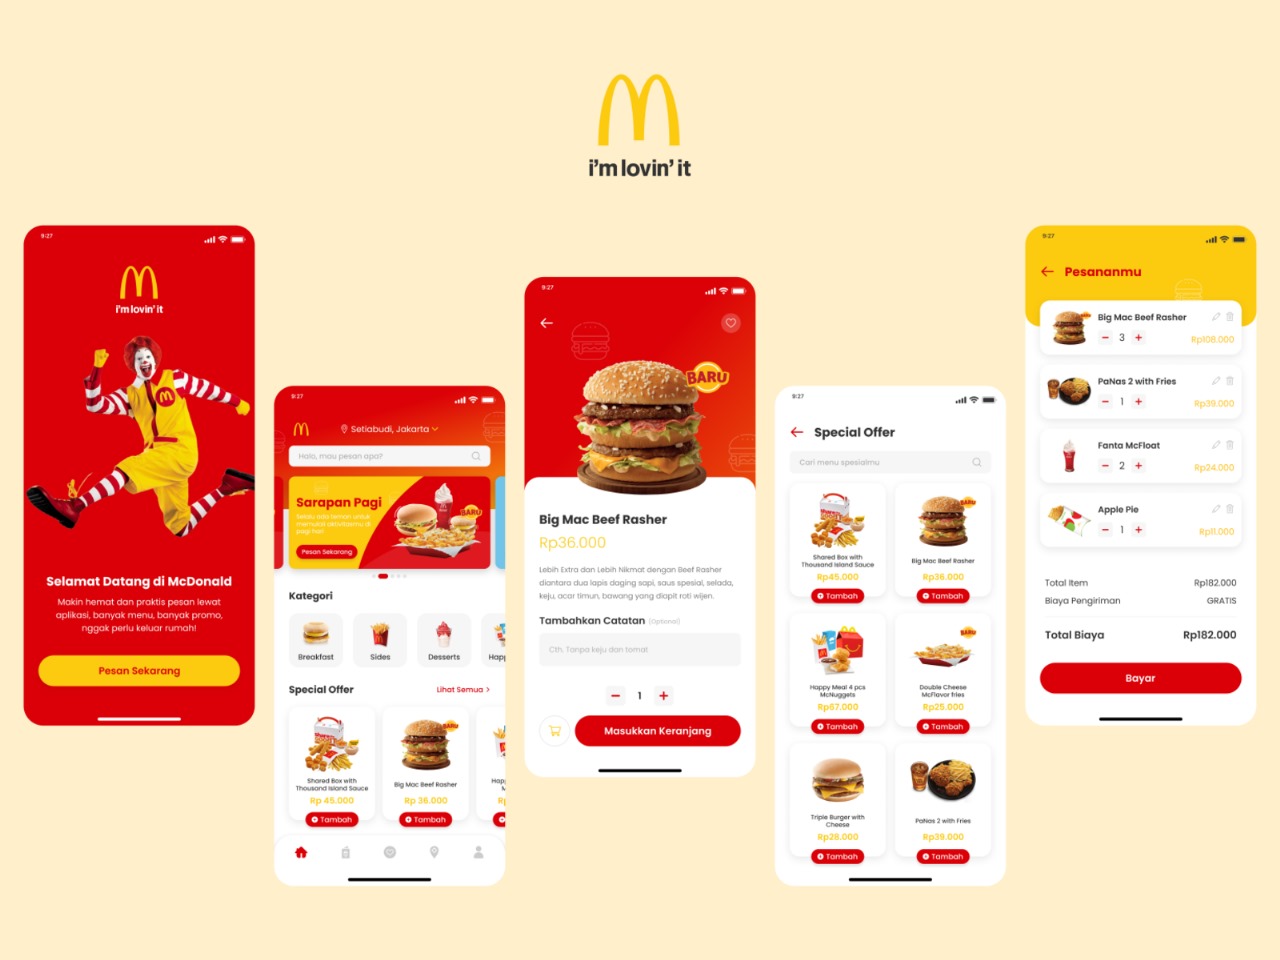 i'm lovin' it
9:27
i'm lovin' it
Selamat Datang di McDonald
Makin hemat dan praktis pesan lewat
aplikasi, banyak menu, banyak promo,
nggak perlu keluar rumah!
Pesan Sekarang
9:27
Setiabudi, Jakarta
Halo, mau pesan apa?
Sarapan Pagi
Selalu ada teman untuk
memulai aktivitasmu di
pagi hari!
Pesan Sekarang
BARU
Kategori
Breakfast
Sides
Desserts
Happ
Special Offer
Lihat Semua >
BARU
Shared Box with
Thousand Island Sauce
Rp 45.000
Tambah
Big Mac Beef Rasher
Rp 36.000
Tambah
Hap
M
R
9:27
BARU
Big Mac Beef Rasher
Rp36.000
Lebih Extra dan Lebih Nikmat dengan Beef Rasher
diantara dua lapis daging sapi, saus spesial, selada,
keju, acar timun, bawang yang diapit roti wijen.
Tambahkan Catatan (Optional)
Cth. Tanpa keju dan tomat
1
Masukkan Keranjang
9:27
Special Offer
Cari menu spesialmu
BARU
Shared Box with
Thousand Island Sauce
Rp45.000
Tambah
Big Mac Beef Rasher
Rp36.000
Tambah
BARU
Happy Meal 4 pcs
McNuggets
Rp67.000
Tambah
Double Cheese
McFlavor fries
Rp25.000
Tambah
Triple Burger with
Cheese
Rp28.000
Tambah
PaNas 2 with Fries
Rp39.000
Tambah
9:27
Pesananmu
Big Mac Beef Rasher
3
Rp108.000
PaNas 2 with Fries
1
Rp39.000
Fanta McFloat
2
Rp24.000
Apple Pie
1
Rp11.000
Total Item Rp182.000
Biaya Pengiriman GRATIS
Total Biaya Rp182.000
Bayar